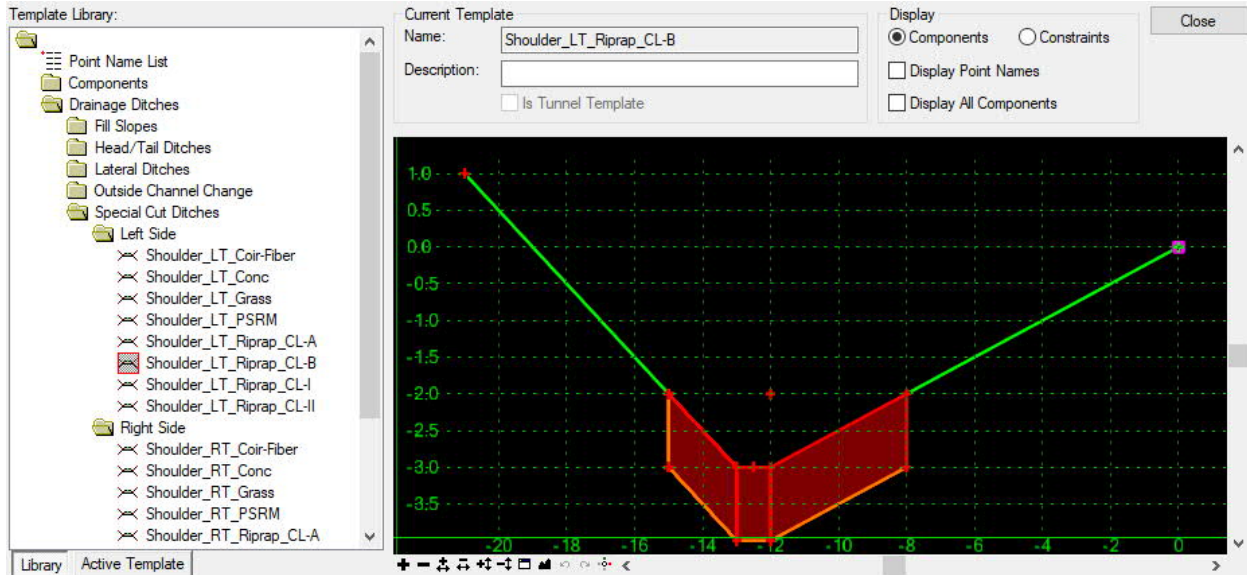 Template Library:
Point Name List
Components
Drainage Ditches
Fill Slopes
Head/Tail Ditches
Lateral Ditches
Outside Channel Change
Special Cut Ditches
Left Side
Shoulder_LT_Coir-Fiber
Shoulder_LT_Conc
Shoulder_LT_Grass
Shoulder_LT_PSRM
Shoulder_LT_Riprap_CL-A
Shoulder_LT_Riprap_CL-B
Shoulder_LT_Riprap_CL-I
Shoulder_LT_Riprap_CL-II
Right Side
Shoulder_RT_Coir-Fiber
Shoulder_RT_Conc
Shoulder_RT_Grass
Shoulder_RT_PSRM
Shoulder_RT_Riprap_CL-A
Library Active Template
Current Template
Name: Shoulder_LT_Riprap_CL-B
Description:
Is Tunnel Template
Display
Components Constraints
Display Point Names
Display All Components
Close
1.0
0.5
0.0
-0.5
-1.0
-1.5
-2.0
-2.5
-3.0
-3.5
-20 -18 -16 -14 -12 -10 -8 -6 -4 -2 0